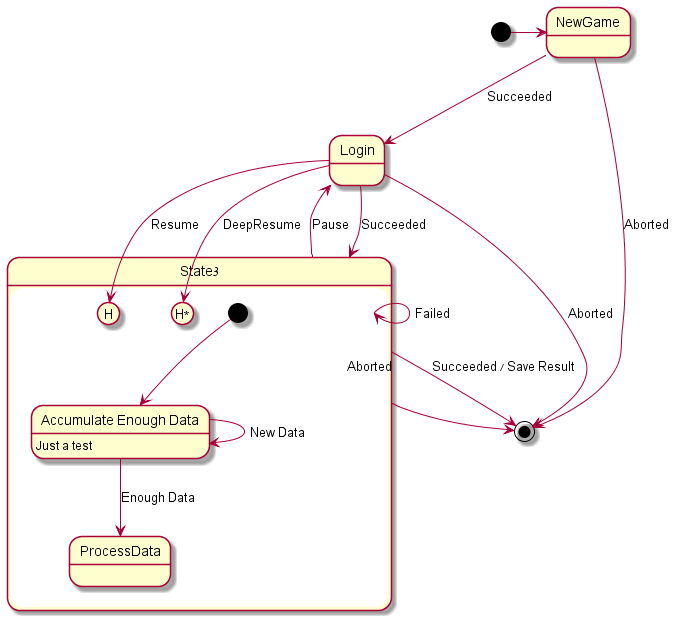 NewGame
Succeeded
Login
Resume
DeepResume
Pause
Succeeded
Aborted
State3
H
H*
Failed
Aborted
Aborted
Succeeded / Save Result
Accumulate Enough Data
Just a test
New Data
Enough Data
ProcessData